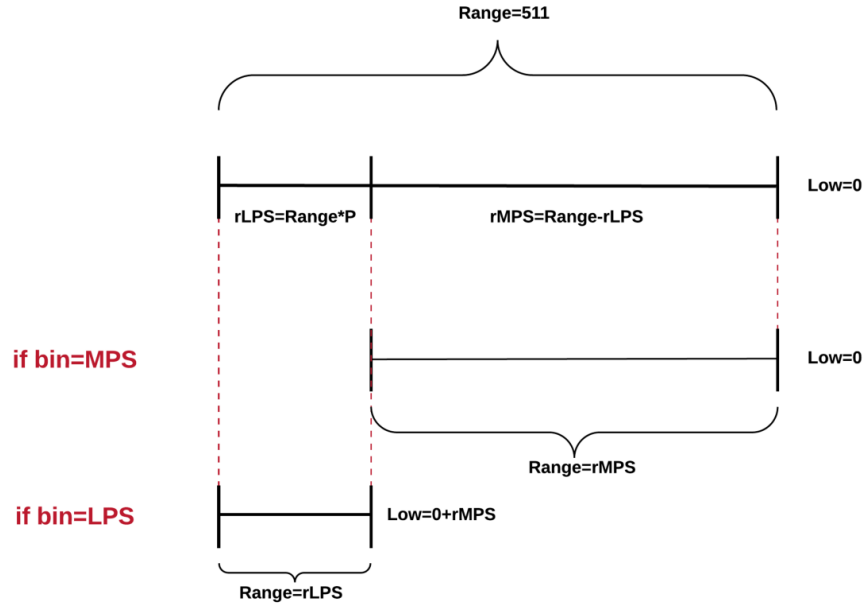 Range=511
Low=0
rLPS=Range*P
rMPS=Range-rLPS
if bin=MPS
Low=0
Range=rMPS
if bin=LPS
Low=0+rMPS
Range=rLPS